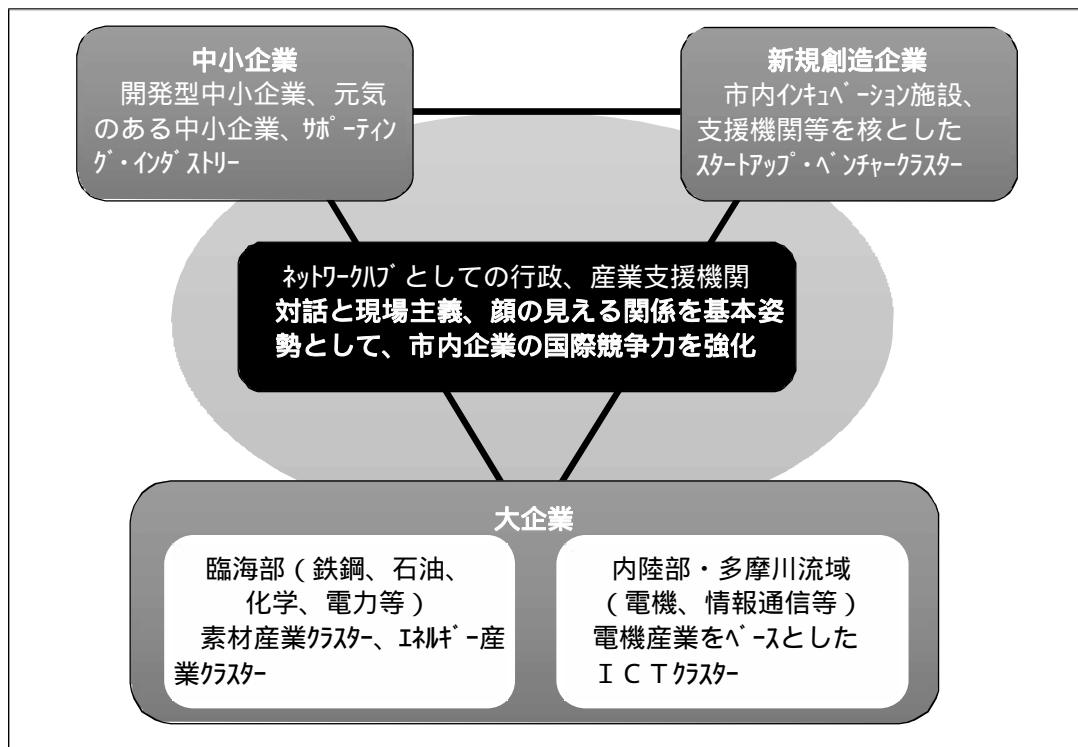 中小企業
開発型中小企業、元気
のある中小企業、ｻﾎﾟｰﾃｨﾝ
ｸﾞ・ｲﾝﾀﾞｽﾄﾘｰ
新規創造企業
市内ｲﾝｷｭﾍﾞｰｼｮﾝ施設、
支援機関等を核とした
ｽﾀｰﾄｱｯﾌﾟ・ﾍﾞﾝﾁｬｰｸﾗｽﾀｰ
ﾈｯﾄﾜｰｸﾊﾌﾞとしての行政、産業支援機関
対話と現場主義、顔の見える関係を基本姿
勢として、市内企業の国際競争力を強化
大企業
臨海部（鉄鋼、石油、
化学、電力等）
素材産業ｸﾗｽﾀｰ、ｴﾈﾙｷﾞｰ産
業ｸﾗｽﾀｰ
内陸部・多摩川流域
（電機、情報通信等）
電機産業をﾍﾞｰｽとした
ＩＣＴｸﾗｽﾀｰ